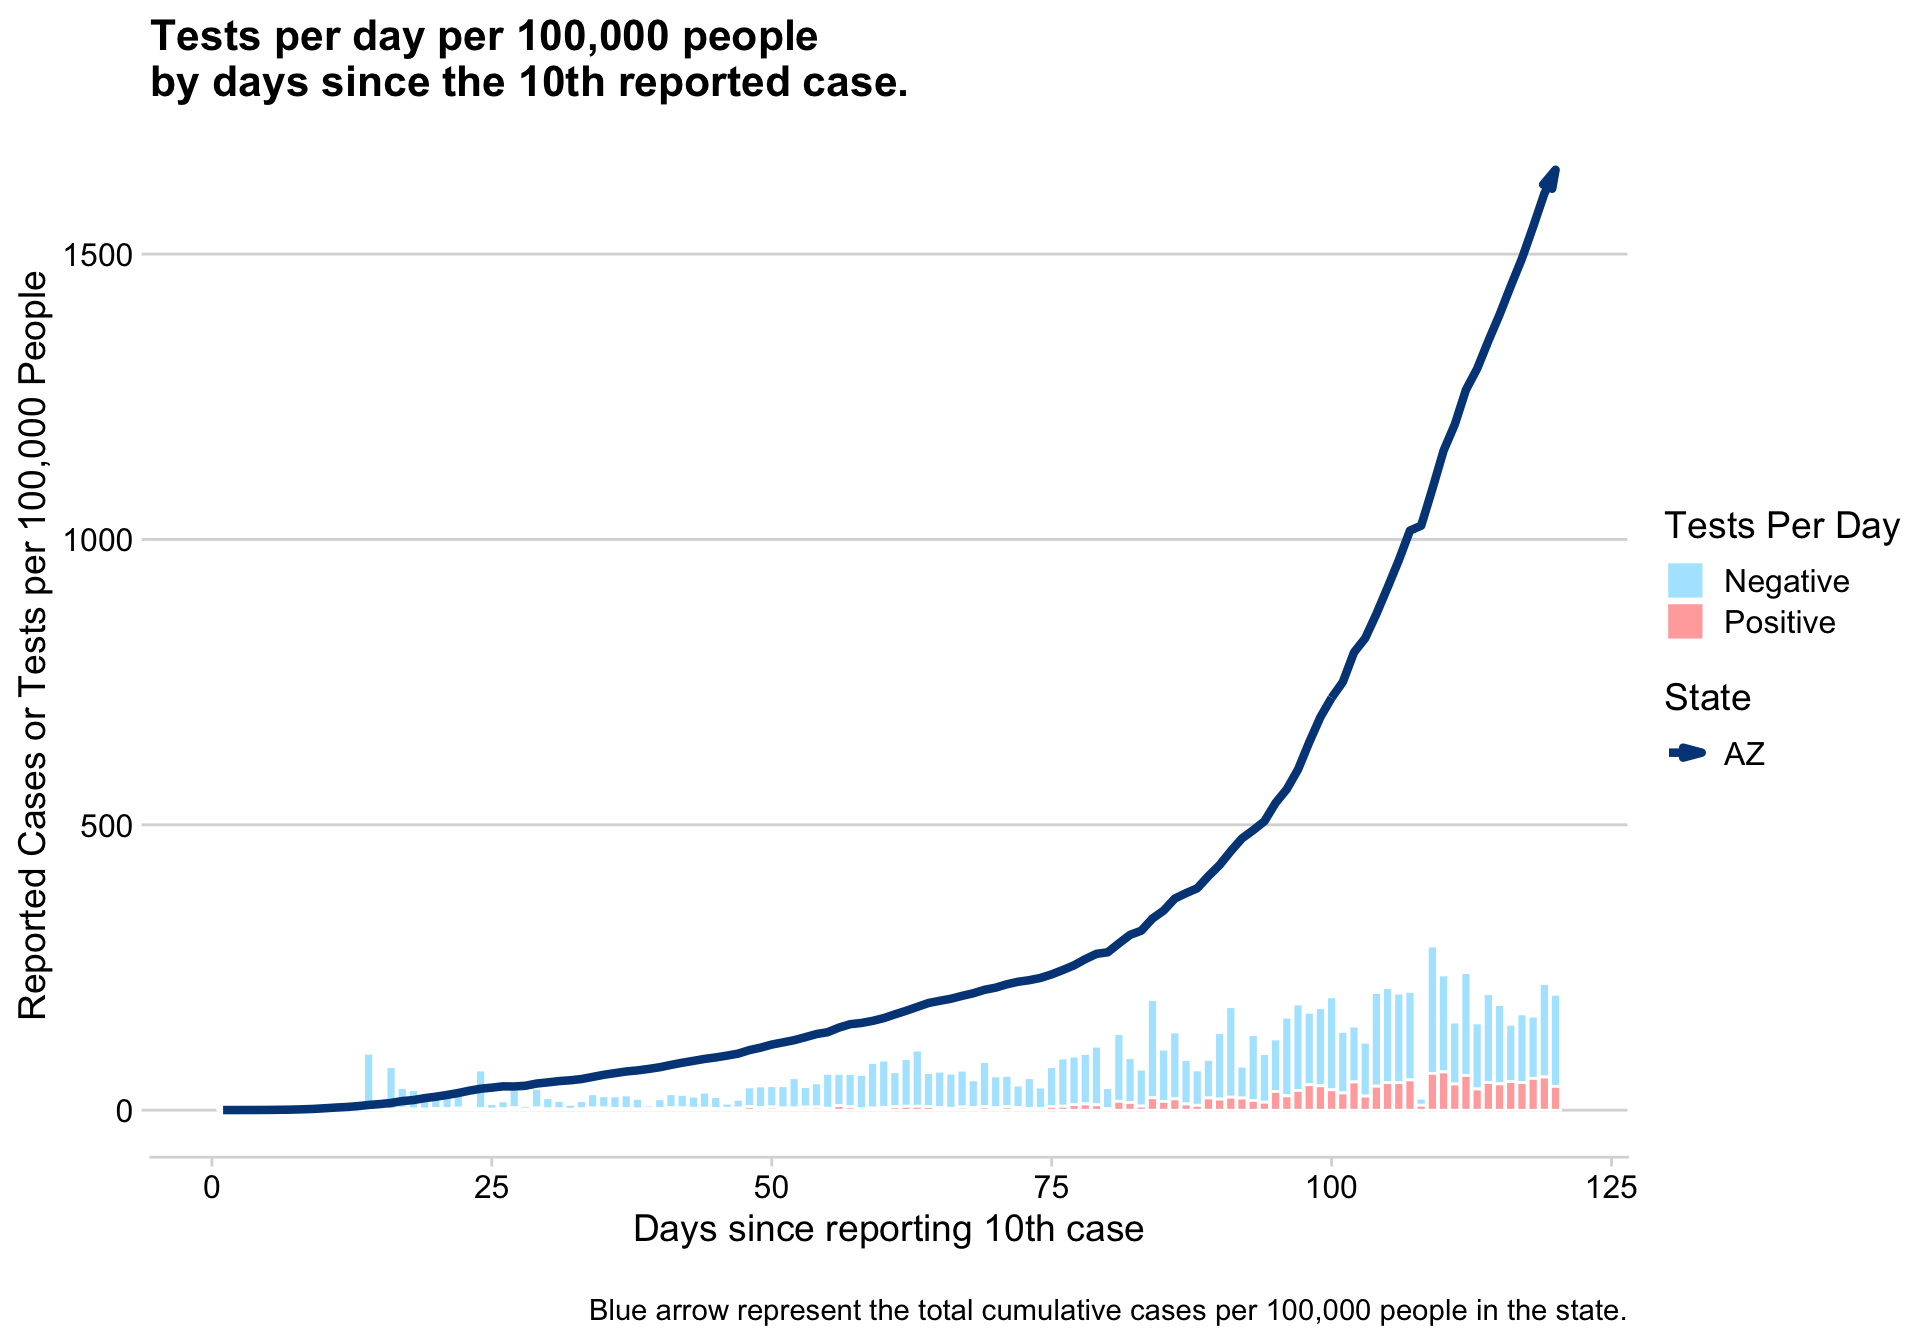 Tests per day per 100,000 people
by days since the 10th reported case.
Reported Cases or Tests per 100,000 People
1500
1000
500
0
0 25 50 75 100 125
Days since reporting 10th case
Tests Per Day
Negative
Positive
State
AZ
Blue arrow represent the total cumulative cases per 100,000 people in the state.